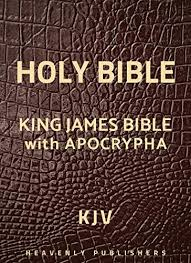 HOLY BIBLE
KING JAMES BIBLE
with APOCRYPHA
KJV
HEAVENLY PUBLISHERS